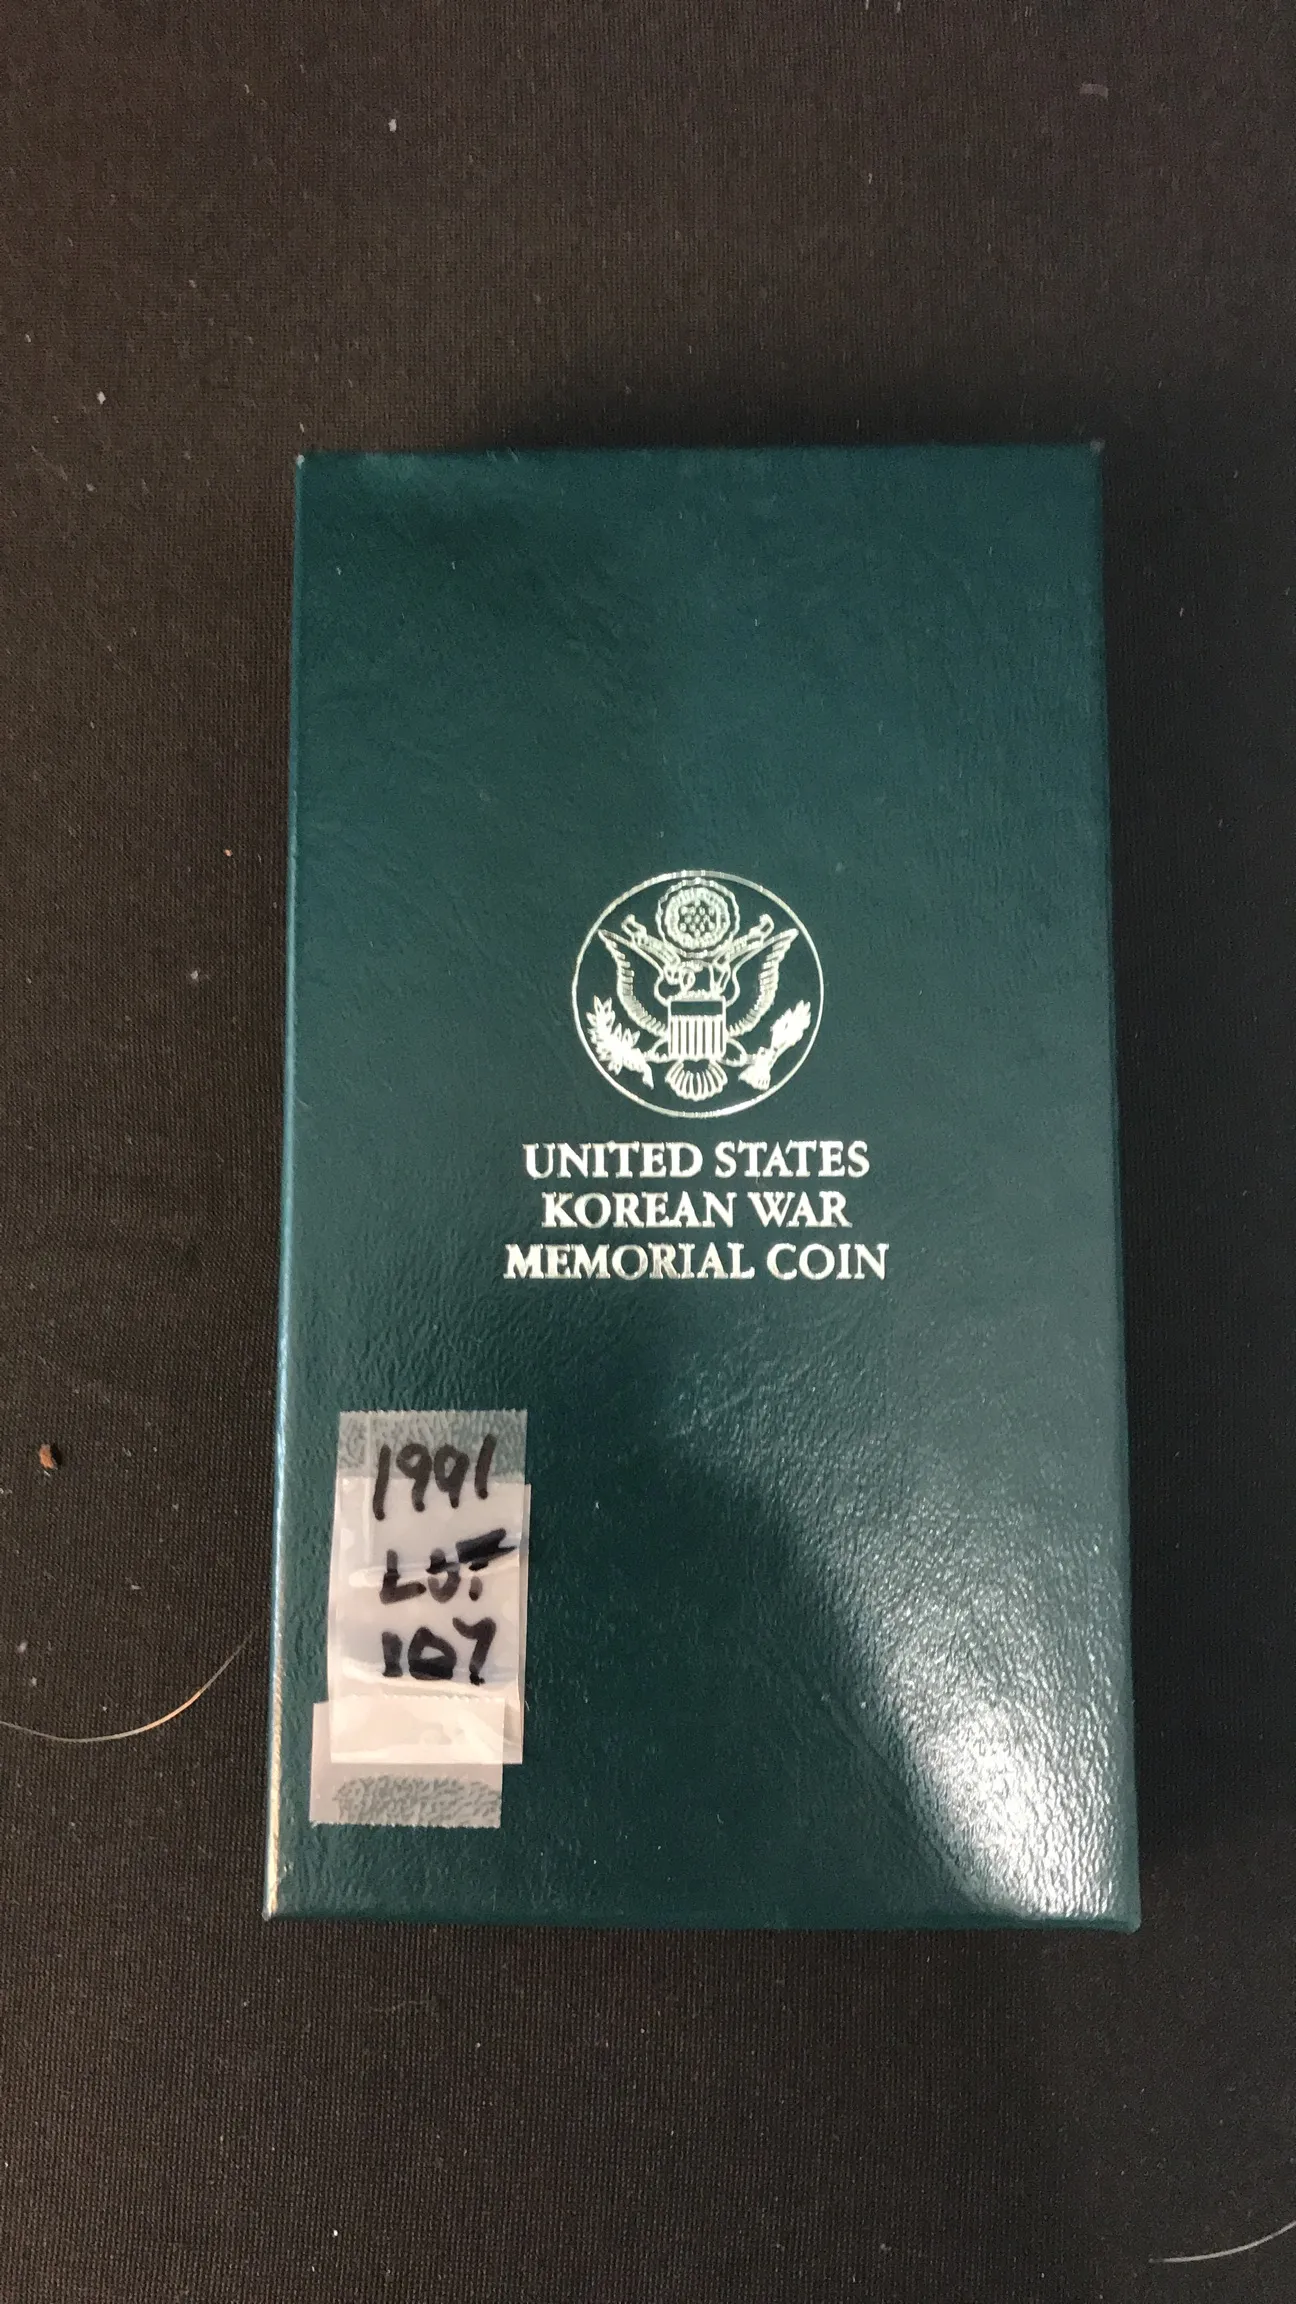 UNITED STATES
KOREAN WAR
MEMORIAL COIN
1991
LOT
107